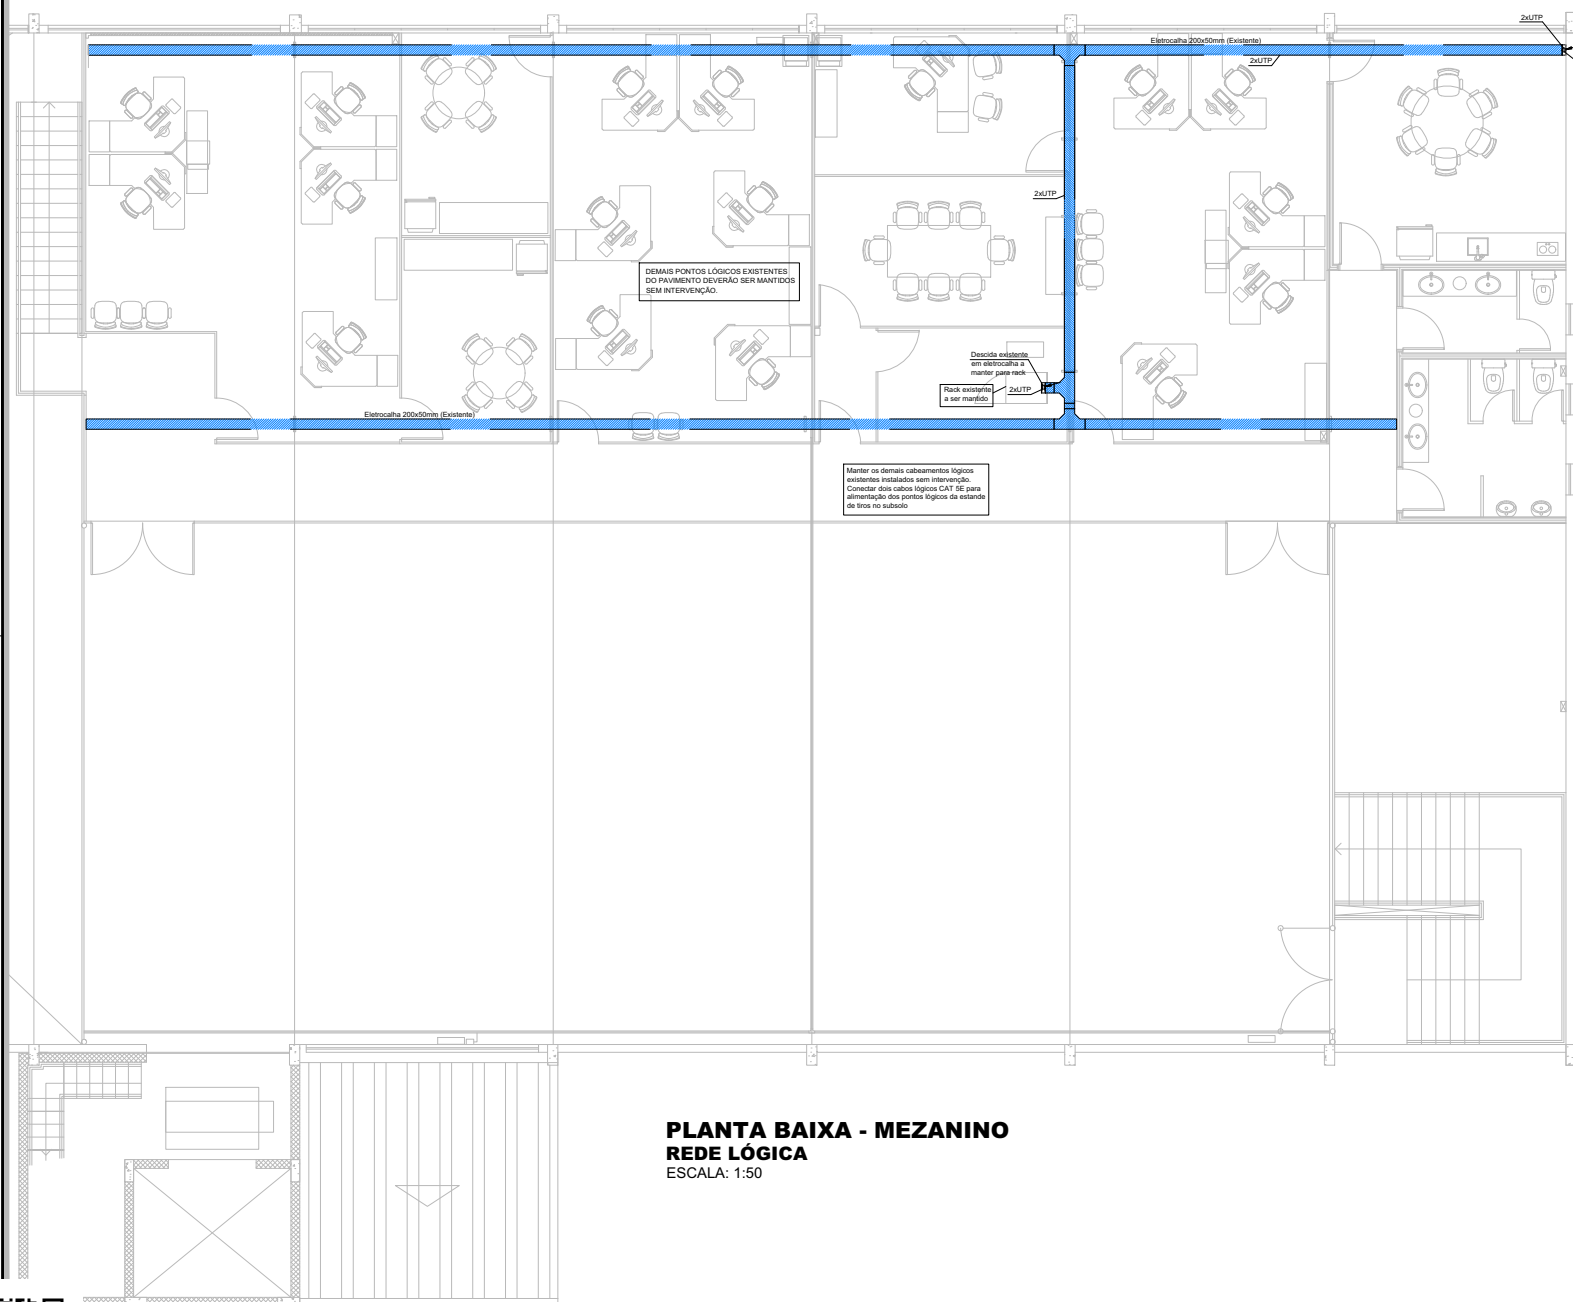 2xUTP
Eletrocalha 200x50mm (Existente)
2xUTP
2xUTP
DEMAIS PONTOS LÓGICOS EXISTENTES
DO PAVIMENTO DEVERÃO SER MANTIDOS
SEM INTERVENÇÃO.
Descida existente
em eletrocalha a
manter para rack
Rack existente
a ser mantido
2xUTP
Eletrocalha 200x50mm (Existente)
Manter os demais cabeamentos lógicos
existentes instalados sem intervenção.
Conectar dois cabos lógicos CAT 5E para
alimentação dos pontos lógicos da estande
de tiros no subsolo
PLANTA BAIXA - MEZANINO
REDE LÓGICA
ESCALA: 1:50